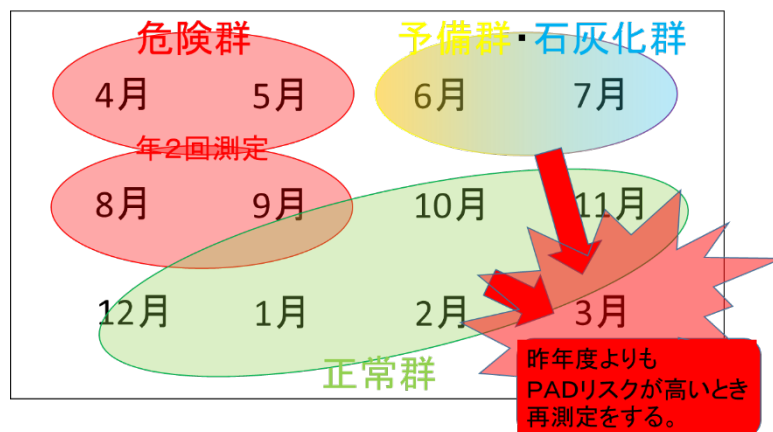 危険群
予備群・石灰化群
4月 5月 6月 7月
年2回測定
8月 9月 10月 11月
12月 1月 2月 3月
正常群
昨年度よりも
PADリスクが高いとき
再測定をする。